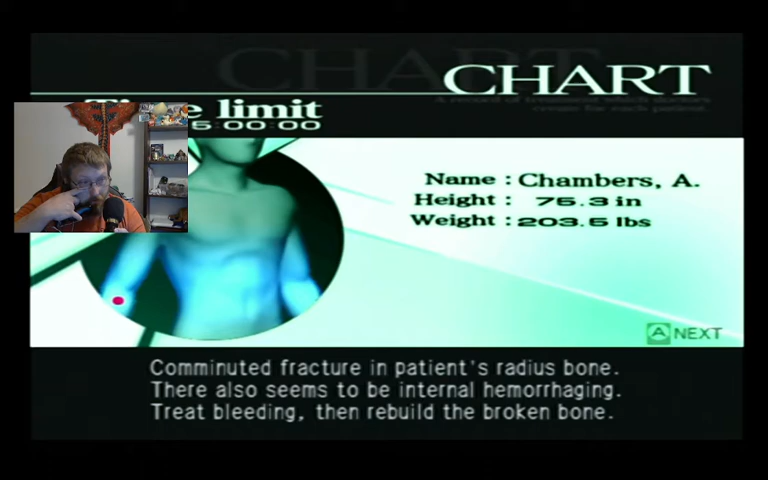 CHART
CHART
A record of treatment which doctors
create for each patient.
limit
5:00:00
Name : Chambers, A.
Height : 75.3 in
Weight : 203.5 lbs
A NEXT
Comminuted fracture in patient's radius bone.
There also seems to be internal hemorrhaging.
Treat bleeding, then rebuild the broken bone.